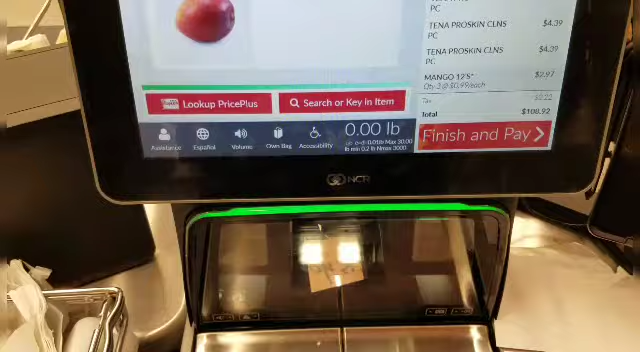 PC
TENA PROSKIN CLNS $4.39
PC
TENA PROSKIN CLNS $4.39
PC
MANGO 12'S* $2.97
Qty 3 @ $0.99/each
Tax
Total $108.92
Lookup PricePlus
Search or Key in Item
Finish and Pay
Assistance
Español
Volume
Own Bag
Accessibility
0.00 lb
NCR